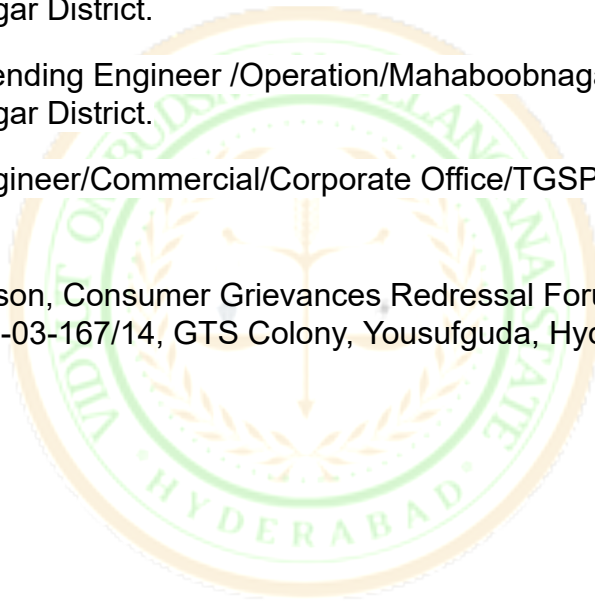 gar District.
ending Engineer /Operation/Mahaboobnaga
gar District.
gineer/Commercial/Corporate Office/TGSP
son, Consumer Grievances Redressal Foru
-03-167/14, GTS Colony, Yousufguda, Hyd
HYDERABAD